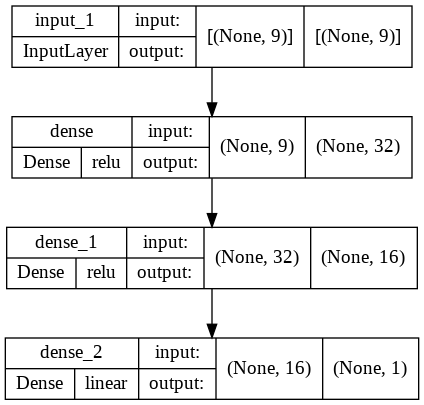 input_1 input: [(None, 9)] [(None, 9)]
InputLayer output:
dense input: (None, 9) (None, 32)
Dense relu output:
dense_1 input: (None, 32) (None, 16)
Dense relu output:
dense_2 input: (None, 16) (None, 1)
Dense linear output: